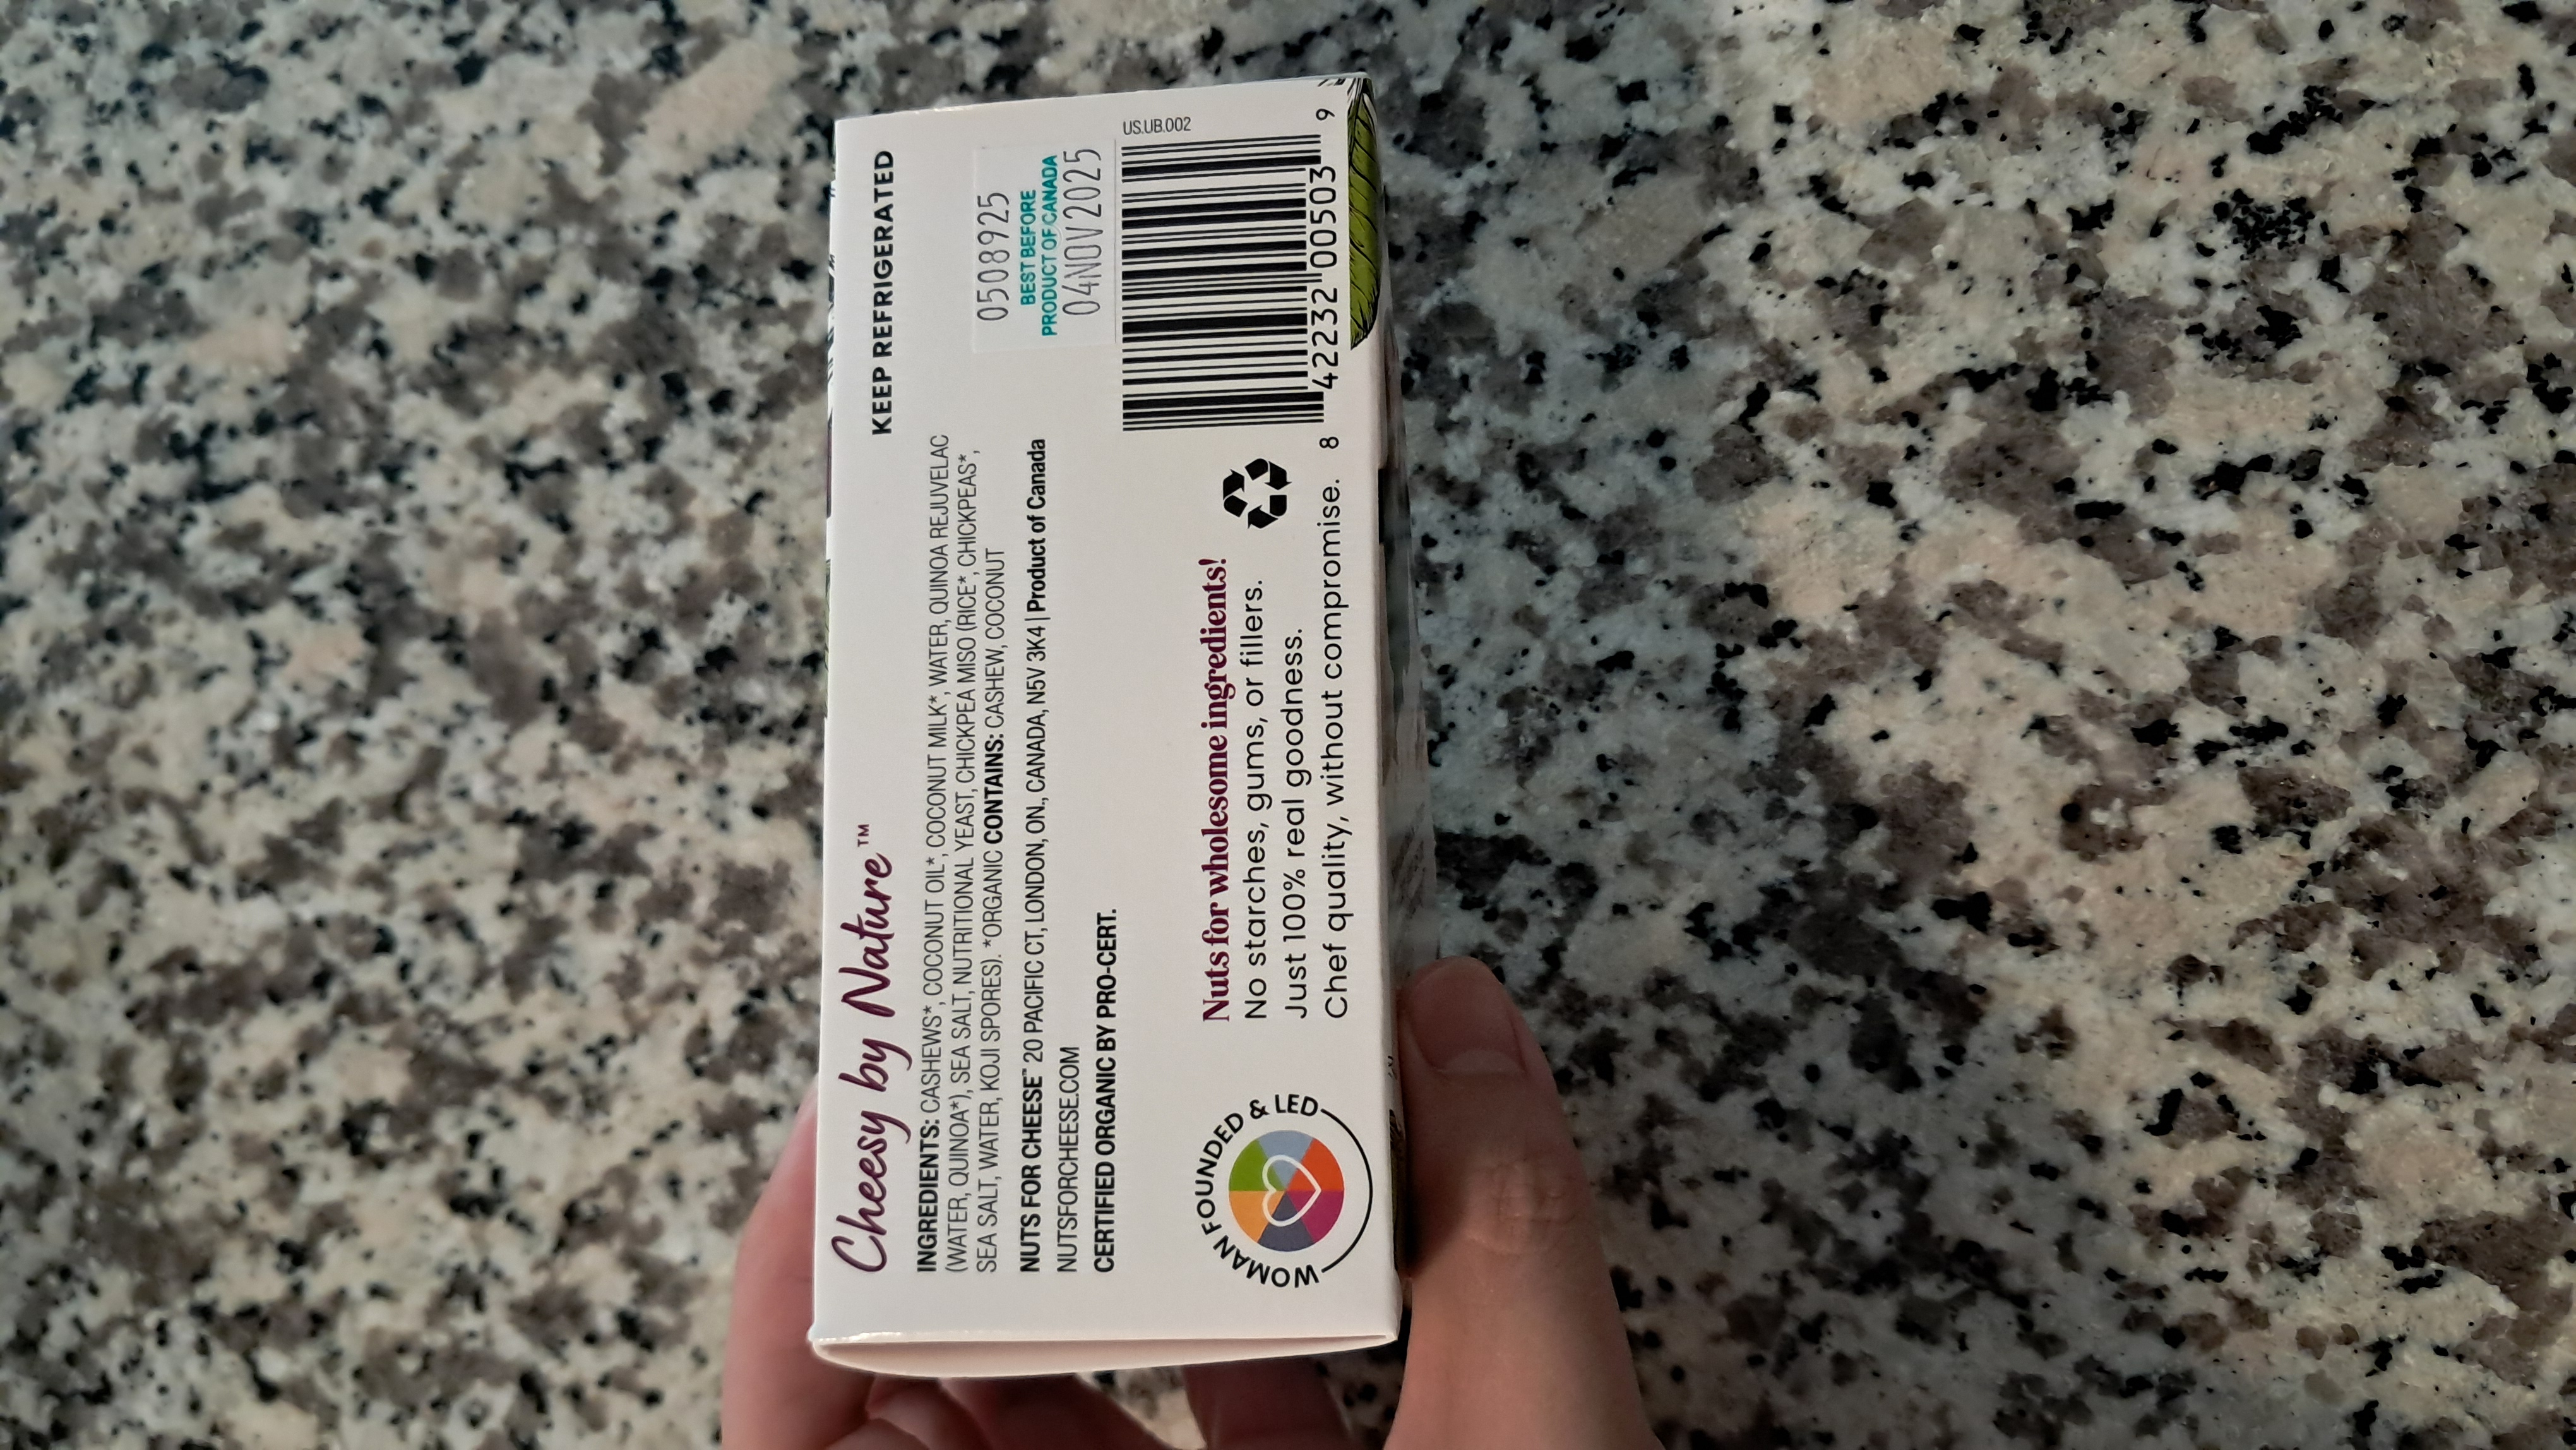 Cheesy by Nature™
KEEP REFRIGERATED
INGREDIENTS: CASHEWS*, COCONUT OIL*, COCONUT MILK*, WATER, QUINOA REJUVELAC
(WATER, QUINOA*), SEA SALT, NUTRITIONAL YEAST, CHICKPEA MISO (RICE*, CHICKPEAS*,
SEA SALT, WATER, KOJI SPORES). *ORGANIC CONTAINS: CASHEW, COCONUT
NUTS FOR CHEESE™ 20 PACIFIC CT, LONDON, ON., CANADA, N5V 3K4 | Product of Canada
NUTSFORCHEESE.COM
CERTIFIED ORGANIC BY PRO-CERT.
0508925
BEST BEFORE
PRODUCT OF CANADA
04NOV2025
US.UB.002
WOMAN FOUNDED & LED
Nuts for wholesome ingredients!
No starches, gums, or fillers.
Just 100% real goodness.
Chef quality, without compromise.
8 42232 00503 9